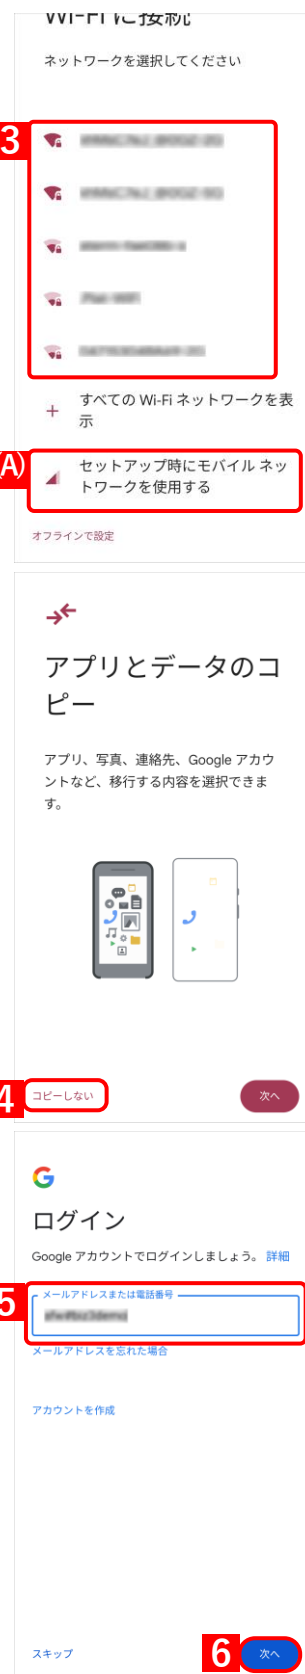 Wi-Fi に接続
ネットワークを選択してください
3
すべての Wi-Fi ネットワークを表
示
(A)
セットアップ時にモバイル ネッ
トワークを使用する
オフラインで設定
アプリとデータのコ
ピー
アプリ、写真、連絡先、Google アカウ
ントなど、移行する内容を選択できま
す。
4
コピーしない
次へ
ログイン
Google アカウントでログインしましょう。 詳細
5
メールアドレスまたは電話番号
メールアドレスを忘れた場合
アカウントを作成
スキップ
6
次へ